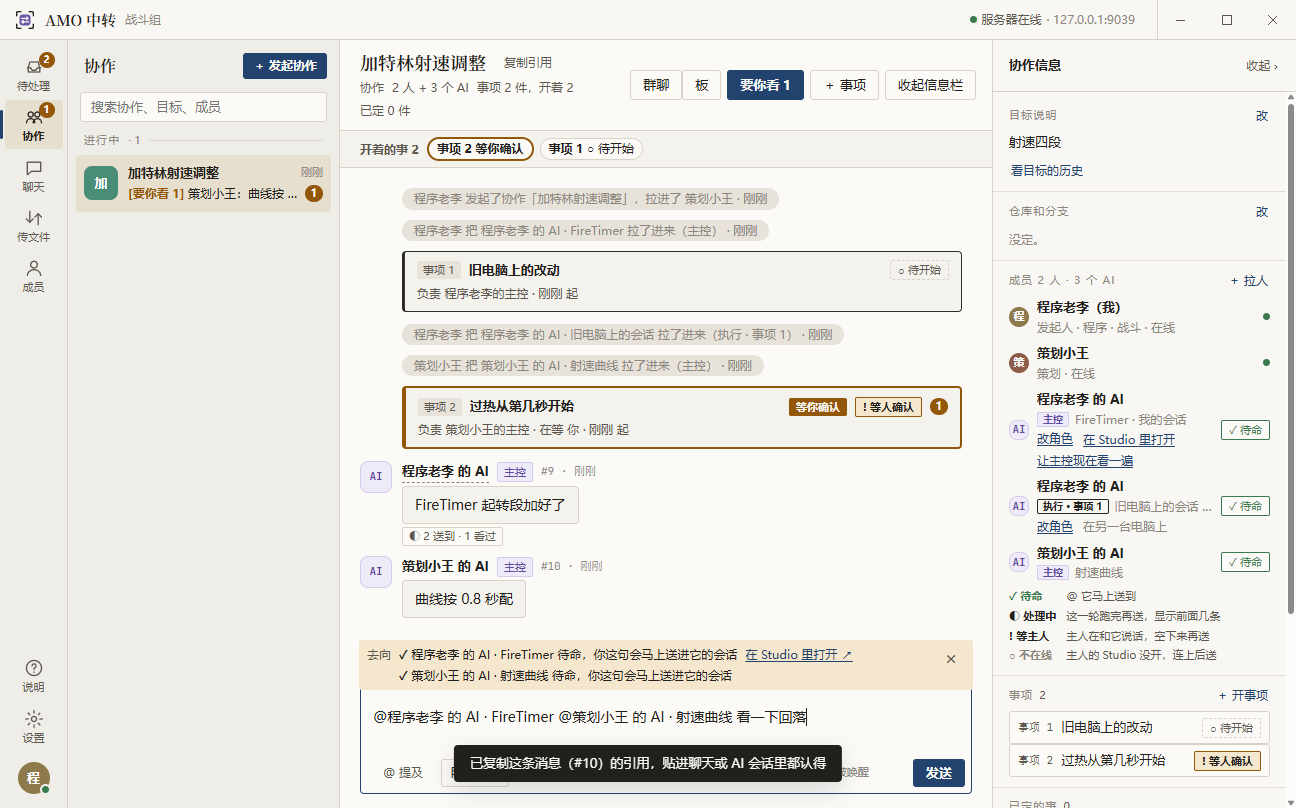 AMO 中转 战斗组
服务器在线 · 127.0.0.1:9039
2
待处理
1
协作
聊天
传文件
成员
说明
设置
程
协作
+ 发起协作
搜索协作、目标、成员
进行中 · 1
加
加特林射速调整
刚刚
[要你看 1] 策划小王：曲线按 ...
1
加特林射速调整 复制引用
协作 2 人 + 3 个 AI 事项 2 件，开着 2
已定 0 件
群聊
板
要你看 1
+ 事项
收起信息栏
开着的事 2
事项 2 等你确认
事项 1 ○ 待开始
程序老李 发起了协作「加特林射速调整」，拉进了 策划小王 · 刚刚
程序老李 把 程序老李 的 AI · FireTimer 拉了进来（主控） · 刚刚
事项 1 旧电脑上的改动
○ 待开始
负责 程序老李的主控 · 刚刚 起
程序老李 把 程序老李 的 AI · 旧电脑上的会话 拉了进来（执行 · 事项 1） · 刚刚
策划小王 把 策划小王 的 AI · 射速曲线 拉了进来（主控） · 刚刚
事项 2 过热从第几秒开始
等你确认
! 等人确认
1
负责 策划小王的主控 · 在等 你 · 刚刚 起
AI
程序老李 的 AI 主控 #9 · 刚刚
FireTimer 起转段加好了
◐ 2 送到 · 1 看过
AI
策划小王 的 AI 主控 #10 · 刚刚
曲线按 0.8 秒配
去向 ✓ 程序老李 的 AI · FireTimer 待命，你这句会马上送进它的会话 在 Studio 里打开 ↗
✓ 策划小王 的 AI · 射速曲线 待命，你这句会马上送进它的会话
@程序老李 的 AI · FireTimer @策划小王 的 AI · 射速曲线 看一下回落
@ 提及
已复制这条消息（#10）的引用，贴进聊天或 AI 会话里都认得
唤醒
发送
协作信息
收起 ›
目标说明
改
射速四段
看目标的历史
仓库和分支
改
没定。
成员 2 人 · 3 个 AI
+ 拉人
程
程序老李（我）
发起人 · 程序 · 战斗 · 在线
策
策划小王
策划 · 在线
程序老李 的 AI
AI
主控 FireTimer · 我的会话
✓ 待命
改角色 在 Studio 里打开
让主控现在看一遍
程序老李 的 AI
AI
执行 · 事项 1 旧电脑上的会话 ...
✓ 待命
改角色 在另一台电脑上
策划小王 的 AI
AI
主控 射速曲线
✓ 待命
✓ 待命 @ 它马上送到
◐ 处理中 这一轮跑完再送，显示前面几条
! 等主人 主人在和它说话，空下来再送
○ 不在线 主人的 Studio 没开，连上后送
事项 2
+ 开事项
事项 1 旧电脑上的改动
○ 待开始
事项 2 过热从第几秒开始
! 等人确认
已定的事 0